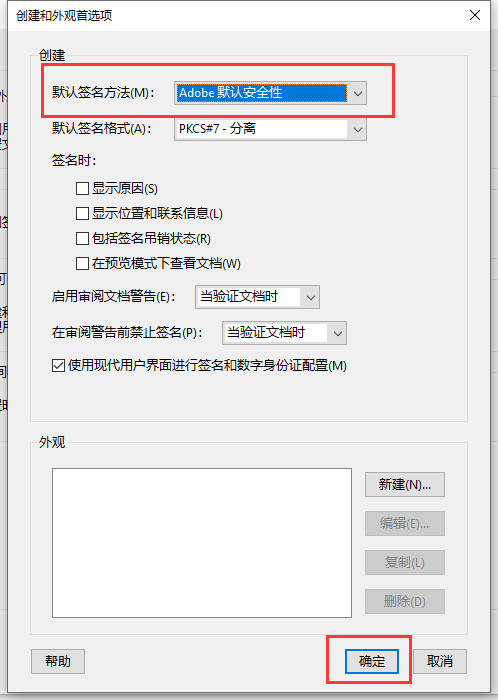 创建和外观首选项
创建
默认签名方法(M)： Adobe 默认安全性
默认签名格式(A)： PKCS#7 - 分离
签名时：
显示原因(S)
显示位置和联系信息(L)
包括签名吊销状态(R)
在预览模式下查看文档(W)
启用审阅文档警告(E)： 当验证文档时
在审阅警告前禁止签名(P)： 当验证文档时
使用现代用户界面进行签名和数字身份证配置(M)
外观
新建(N)...
编辑(E)...
复制(L)
删除(D)
帮助 确定 取消